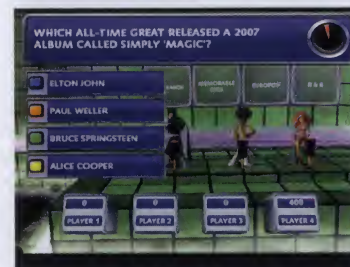 WHICH ALL-TIME GREAT RELEASED A 2007
ALBUM CALLED SIMPLY 'MAGIC'?
ELTON JOHN
PAUL WELLER
BRUCE SPRINGSTEEN
ALICE COOPER
MEMORABLE
EUROPOP
R & B
0
0
0
400
PLAYER 1
PLAYER 2
PLAYER 3
PLAYER 4